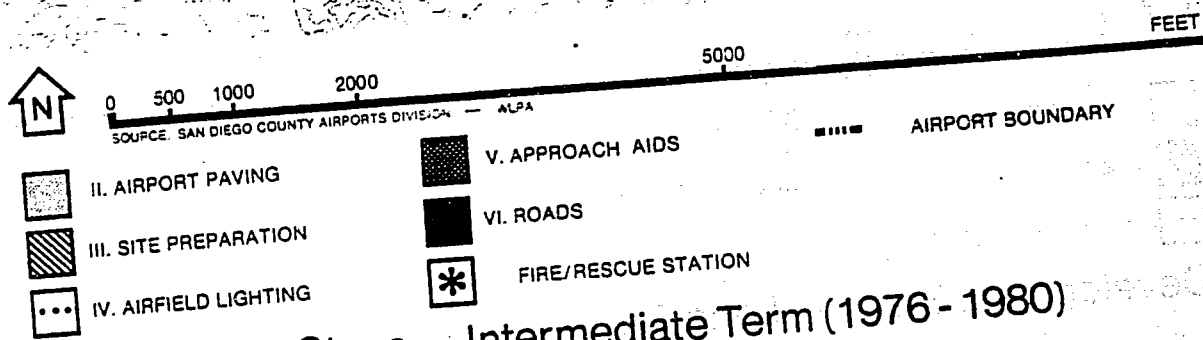 FEET
N
0 500 1000 2000 5000
SOURCE. SAN DIEGO COUNTY AIRPORTS DIVISION — ALPA
II. AIRPORT PAVING
III. SITE PREPARATION
IV. AIRFIELD LIGHTING
V. APPROACH AIDS
VI. ROADS
* FIRE/RESCUE STATION
AIRPORT BOUNDARY
Intermediate Term (1976 - 1980)